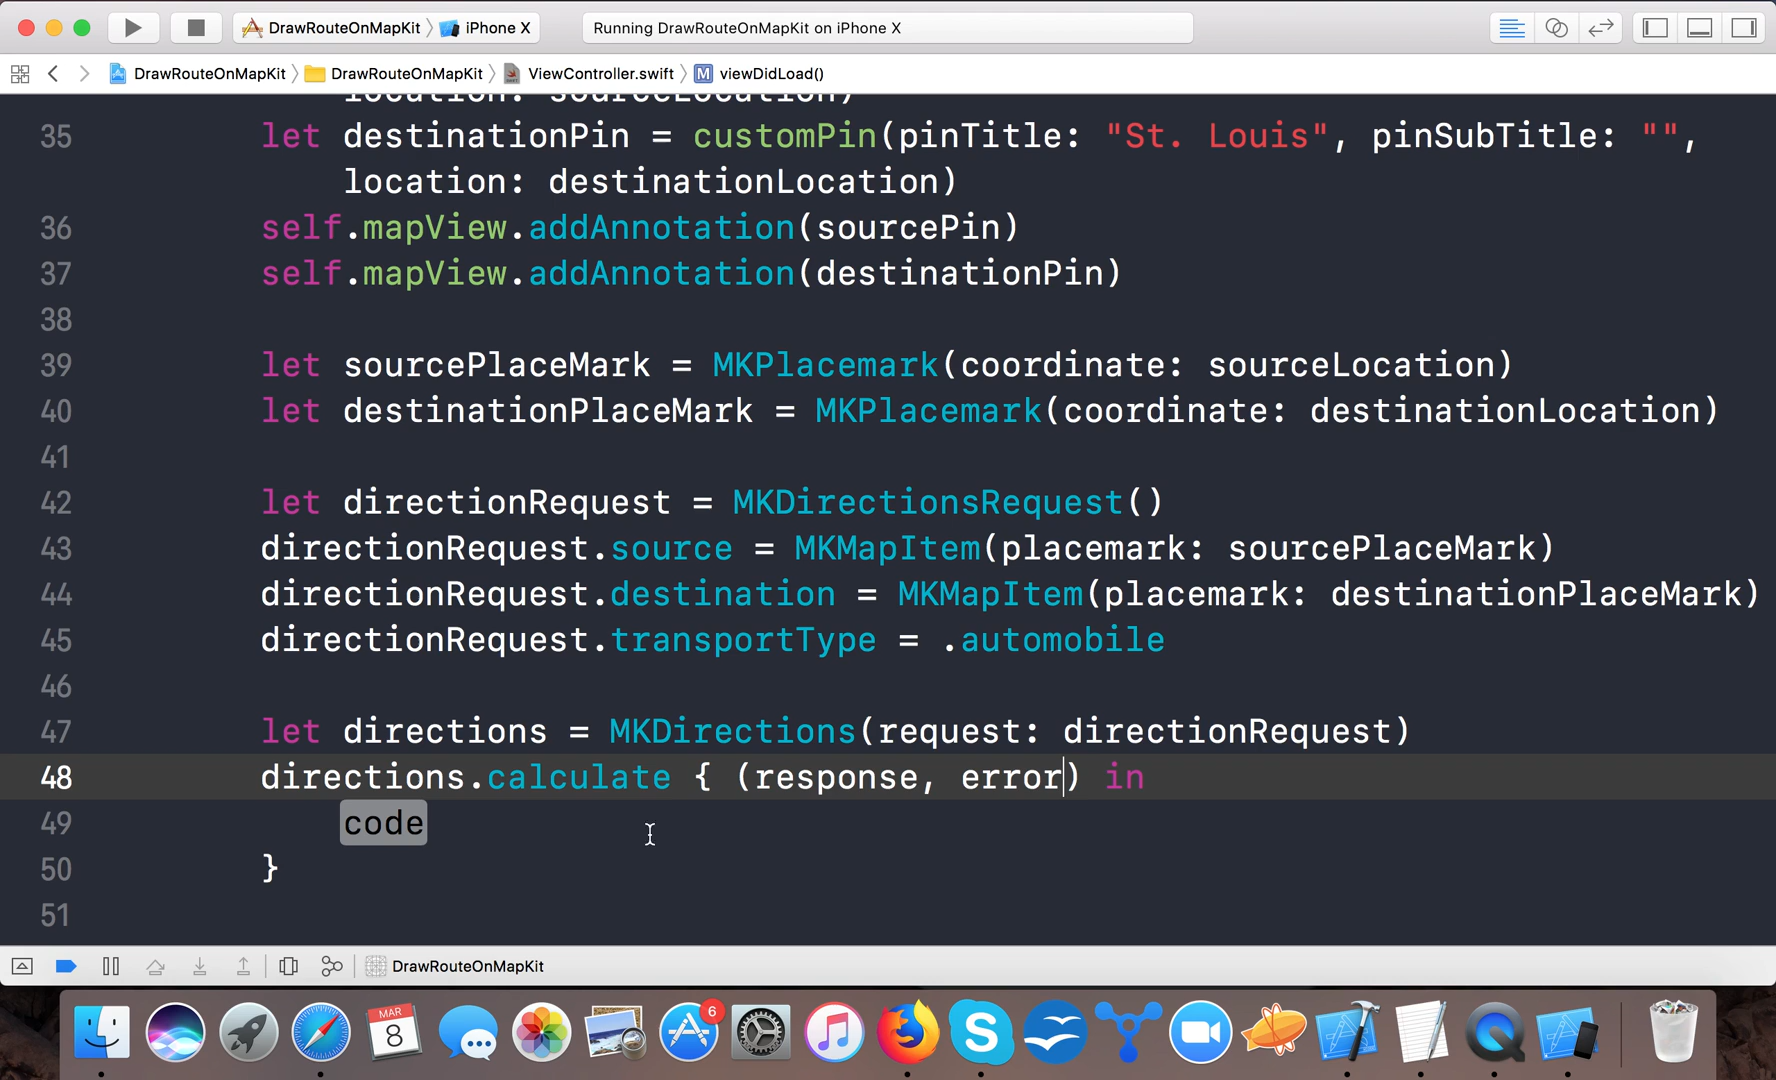 DrawRouteOnMapKit iPhone X Running DrawRouteOnMapKit on iPhone X
DrawRouteOnMapKit DrawRouteOnMapKit ViewController.swift M viewDidLoad()
location: sourceLocation)
35 let destinationPin = customPin(pinTitle: "St. Louis", pinSubTitle: "",
location: destinationLocation)
36 self.mapView.addAnnotation(sourcePin)
37 self.mapView.addAnnotation(destinationPin)
38
39 let sourcePlaceMark = MKPlacemark(coordinate: sourceLocation)
40 let destinationPlaceMark = MKPlacemark(coordinate: destinationLocation)
41
42 let directionRequest = MKDirectionsRequest()
43 directionRequest.source = MKMapItem(placemark: sourcePlaceMark)
44 directionRequest.destination = MKMapItem(placemark: destinationPlaceMark)
45 directionRequest.transportType = .automobile
46
47 let directions = MKDirections(request: directionRequest)
48 directions.calculate { (response, error) in
49 code
50 }
51
DrawRouteOnMapKit
MAR
8
6
S